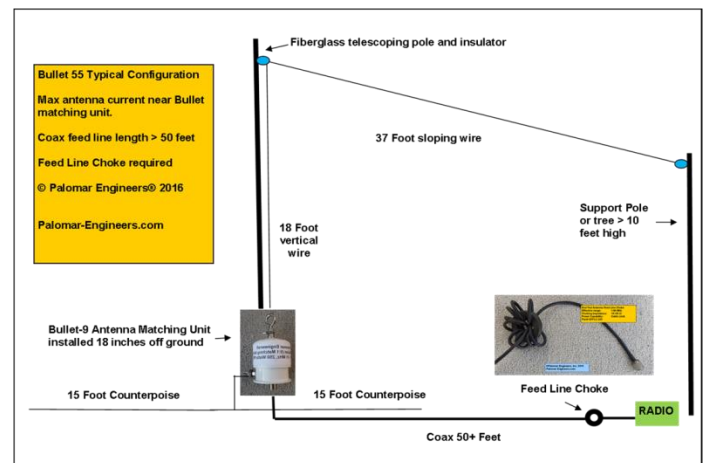 Fiberglass telescoping pole and insulator
Bullet 55 Typical Configuration
Max antenna current near Bullet
matching unit.
Coax feed line length > 50 feet
Feed Line Choke required
© Palomar Engineers® 2016
Palomar-Engineers.com
37 Foot sloping wire
Support Pole
or tree > 10
feet high
18 Foot
vertical
wire
Bullet-9 Antenna Matching Unit
installed 18 inches off ground
15 Foot Counterpoise
15 Foot Counterpoise
Feed Line Choke
RADIO
Coax 50+ Feet